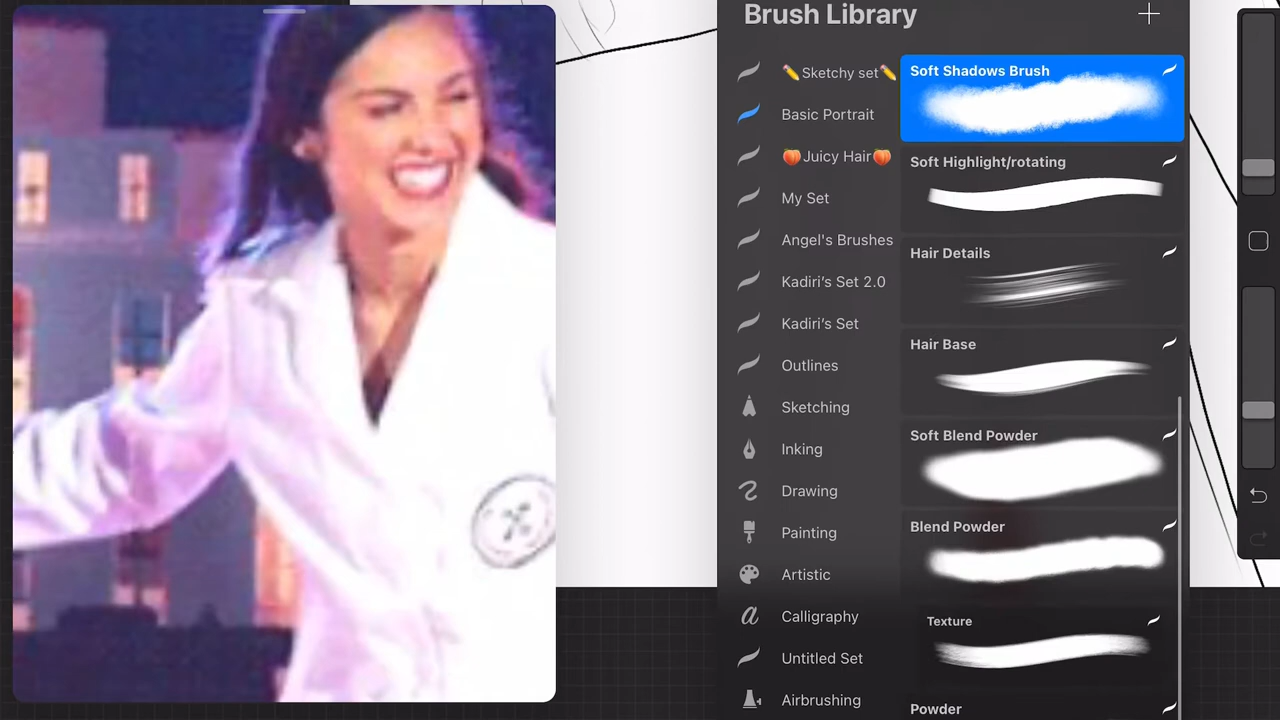 Brush Library
✏️Sketchy set✏️
Basic Portrait
🍑Juicy Hair🍑
My Set
Angel's Brushes
Kadiri's Set 2.0
Kadiri's Set
Outlines
Sketching
Inking
Drawing
Painting
Artistic
Calligraphy
Untitled Set
Airbrushing
Soft Shadows Brush
Soft Highlight/rotating
Hair Details
Hair Base
Soft Blend Powder
Blend Powder
Texture
Powder